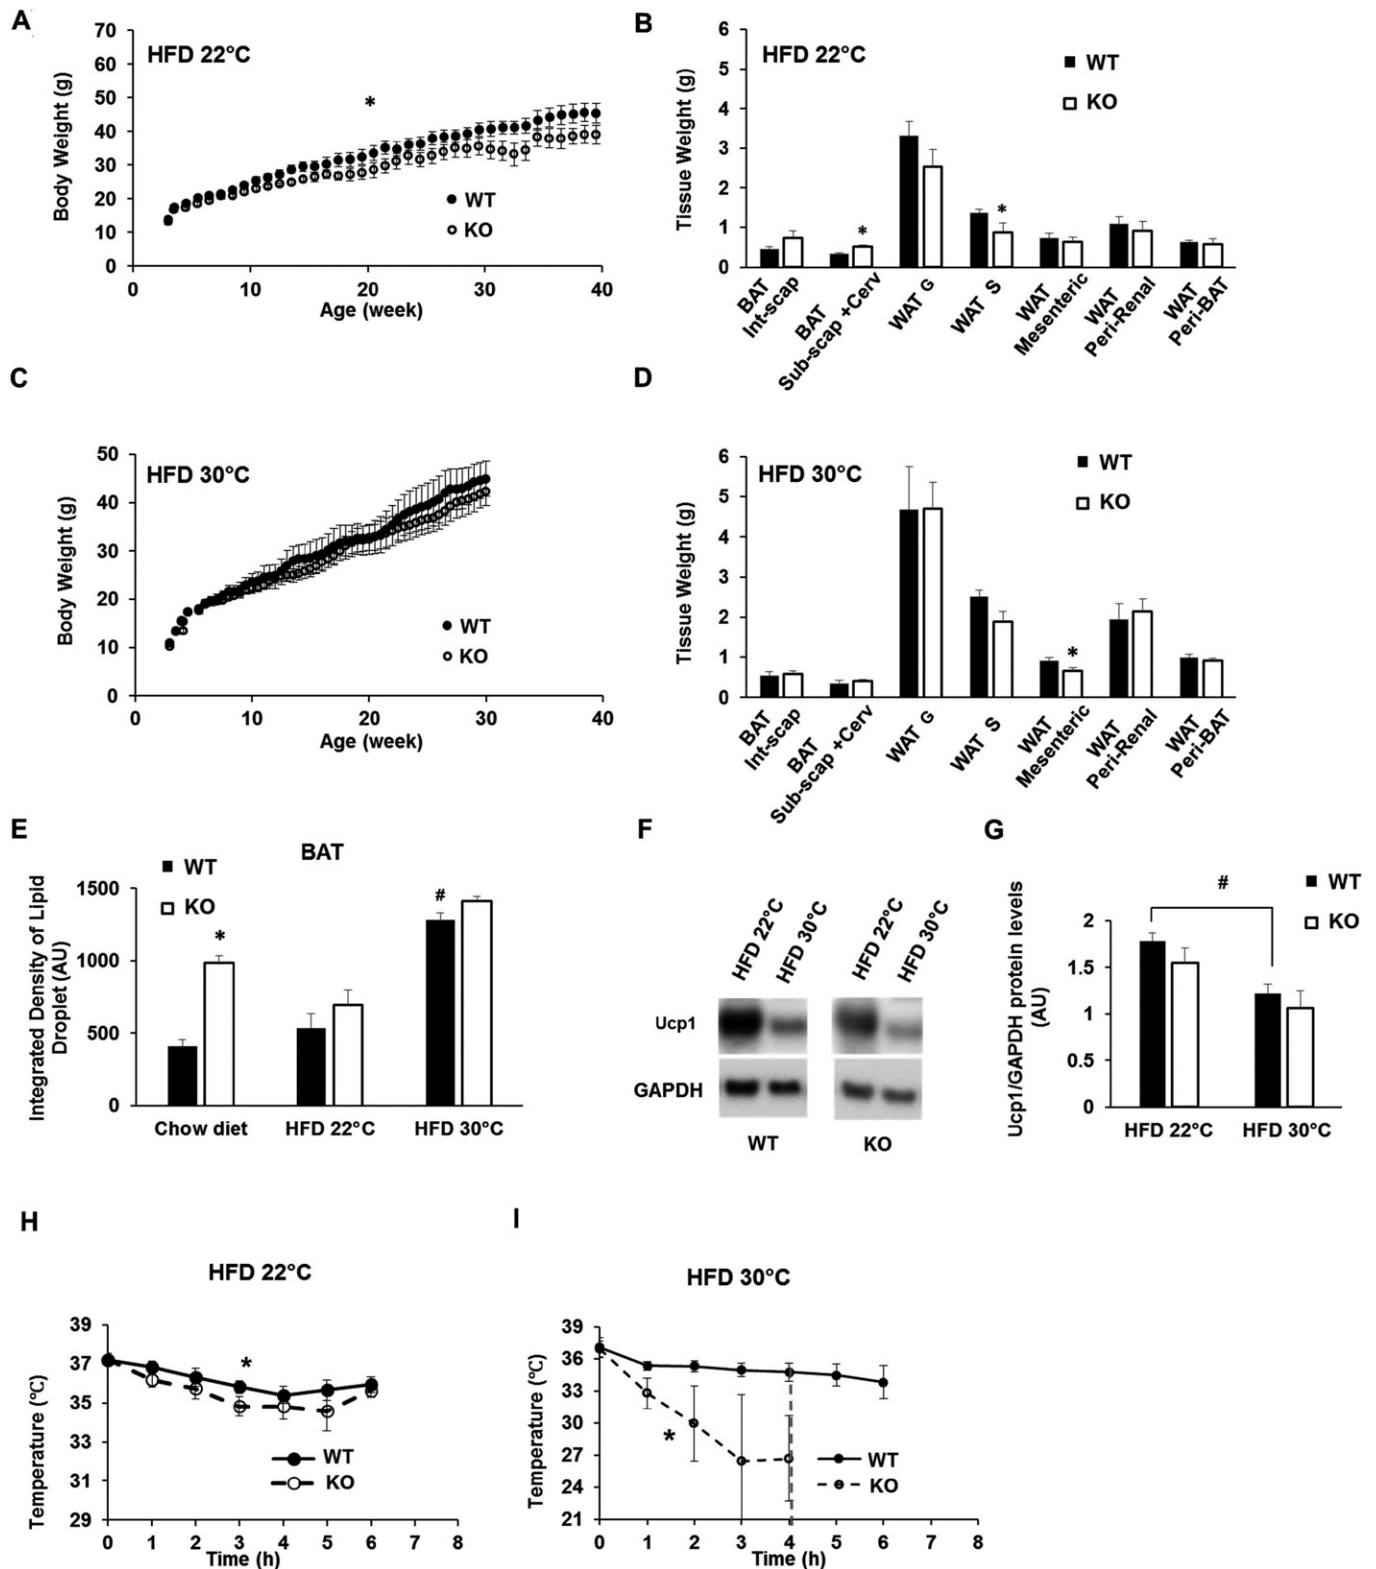 A
HFD 22°C
Body Weight (g)
70
60
50
40
30
20
10
0
*
WT
KO
0 10 20 30 40
Age (week)
B
HFD 22°C
Tissue Weight (g)
6
5
4
3
2
1
0
WT
KO
* *
BAT
Int-scap
BAT
Sub-scap +Cerv
WAT G
WAT S
WAT
Mesenteric
WAT
Peri-Renal
WAT
Peri-BAT
C
HFD 30°C
Body Weight (g)
50
40
30
20
10
0
WT
KO
0 10 20 30 40
Age (week)
D
HFD 30°C
Tissue Weight (g)
6
5
4
3
2
1
0
WT
KO
*
BAT
Int-scap
BAT
Sub-scap +Cerv
WAT G
WAT S
WAT
Mesenteric
WAT
Peri-Renal
WAT
Peri-BAT
E
BAT
WT
KO
Integrated Density of Lipid
Droplet (AU)
1500
1000
500
0
*
#
Chow diet HFD 22°C HFD 30°C
F
HFD 22°C
HFD 30°C
HFD 22°C
HFD 30°C
Ucp1
GAPDH
WT KO
G
#
WT
KO
Ucp1/GAPDH protein levels
(AU)
2
1.5
1
0.5
0
HFD 22°C HFD 30°C
H
HFD 22°C
Temperature (°C)
39
37
35
33
31
29
*
WT
KO
0 1 2 3 4 5 6 7 8
Time (h)
I
HFD 30°C
Temperature (°C)
39
36
33
30
27
24
21
*
WT
KO
0 1 2 3 4 5 6 7 8
Time (h)